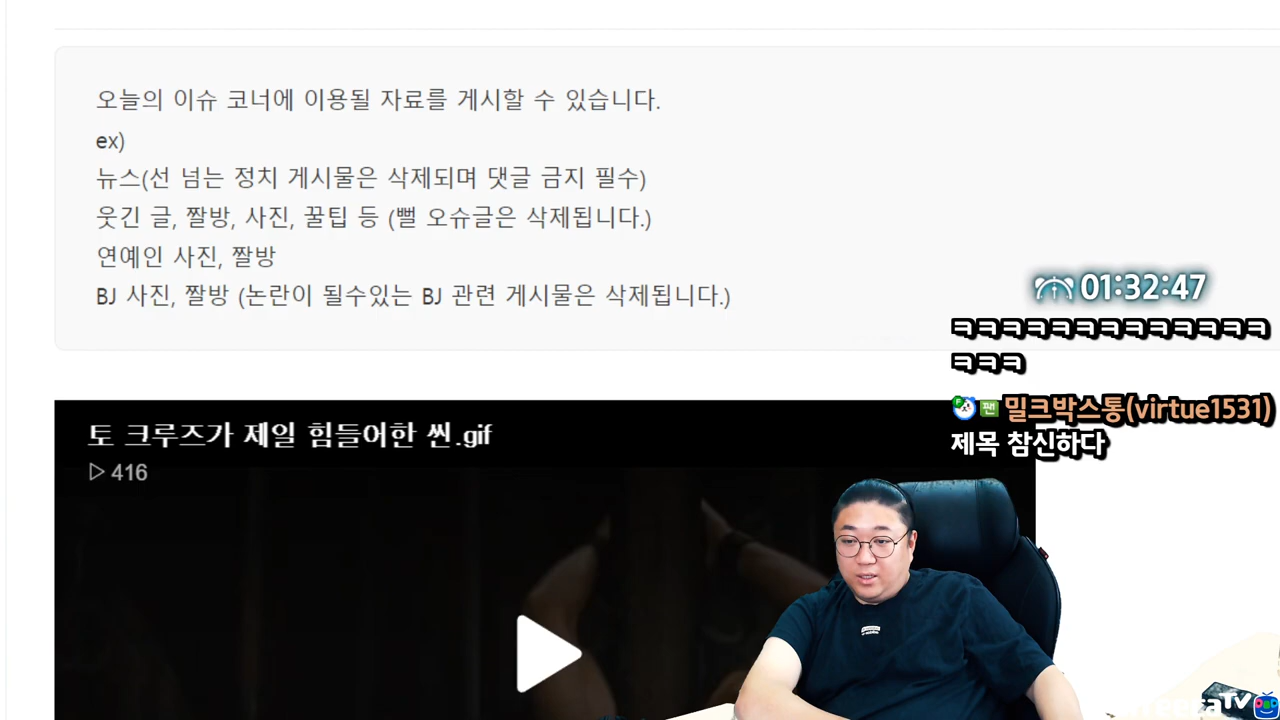 오늘의 이슈 코너에 이용될 자료를 게시할 수 있습니다.
ex)
뉴스(선 넘는 정치 게시물은 삭제되며 댓글 금지 필수)
웃긴 글, 짤방, 사진, 꿀팁 등 (뻘 오슈글은 삭제됩니다.)
연예인 사진, 짤방
BJ 사진, 짤방 (논란이 될수있는 BJ 관련 게시물은 삭제됩니다.)
01:32:47
ㅋㅋㅋㅋㅋㅋㅋㅋㅋㅋㅋㅋㅋ
ㅋㅋㅋ
F 팬 밀크박스통(virtue1531)
제목 참신하다
토 크루즈가 제일 힘들어한 씬.gif
416